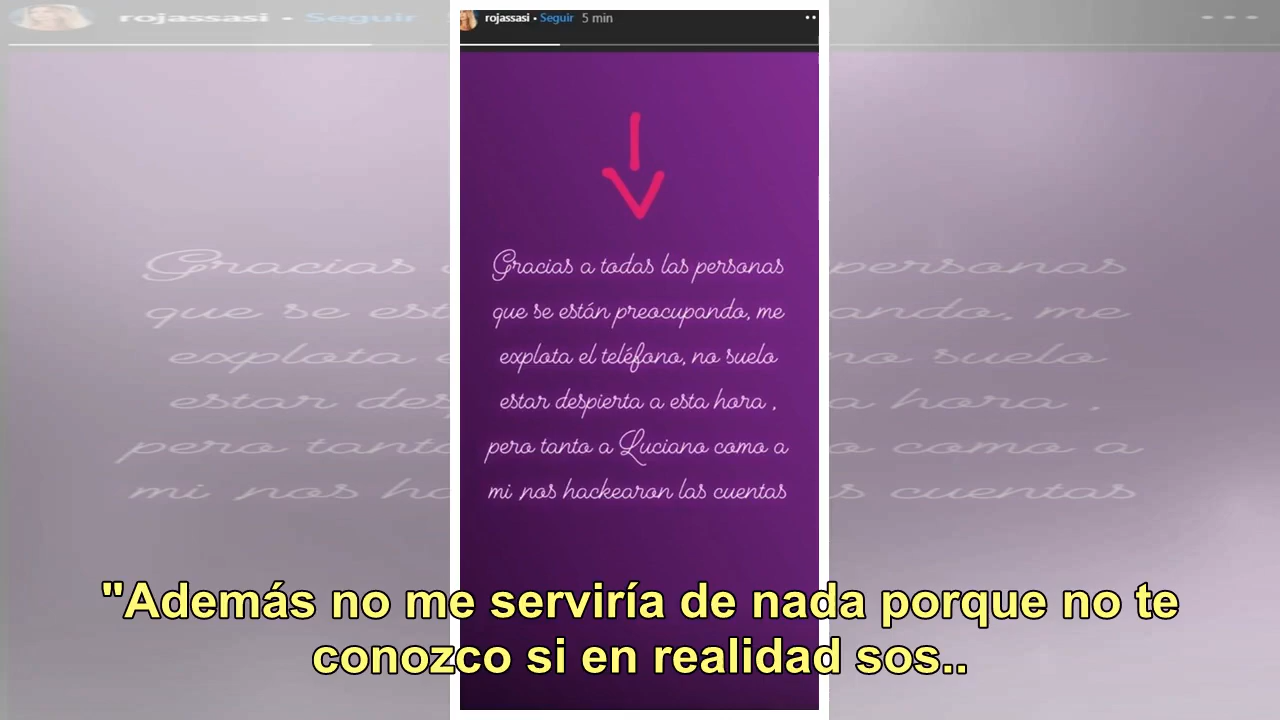 rojassasi • Seguir
rojassasi • Seguir 5 min
Gracias a todas las personas
que se están preocupando, me
explota el teléfono, no suelo
estar despierta a esta hora ,
pero tanto a Luciano como a
mi nos hackearon las cuentas
"Además no me serviría de nada porque no te
conozco si en realidad sos..